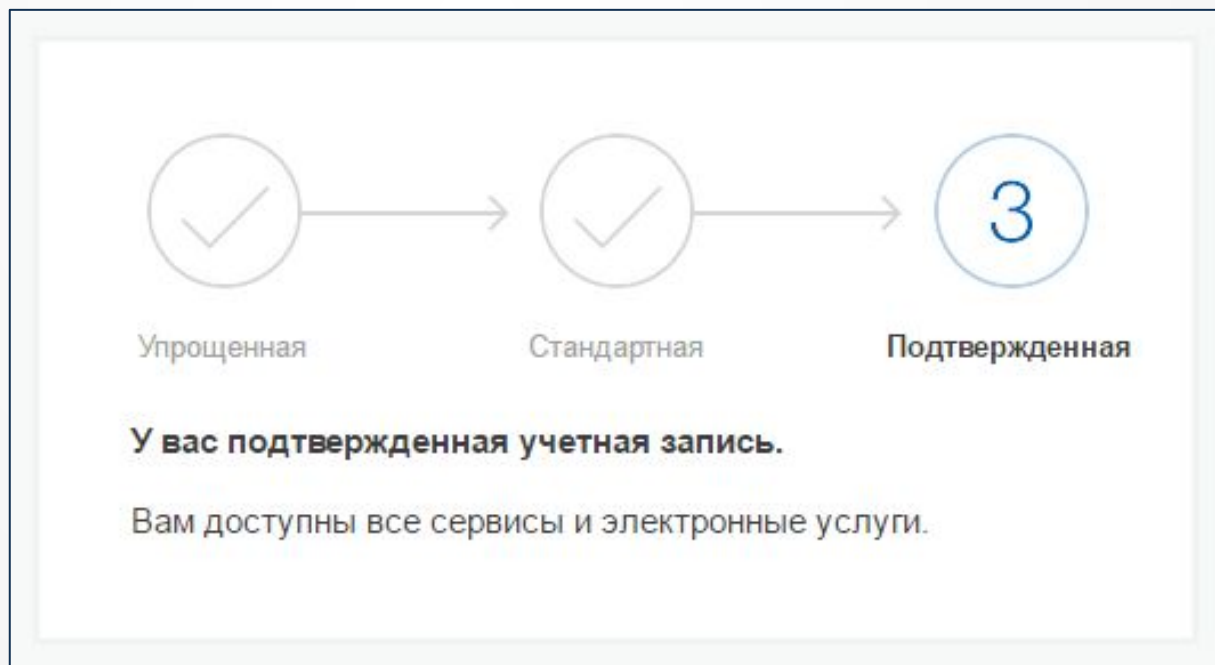 3
Упрощенная
Стандартная
Подтвержденная
У вас подтвержденная учетная запись.
Вам доступны все сервисы и электронные услуги.